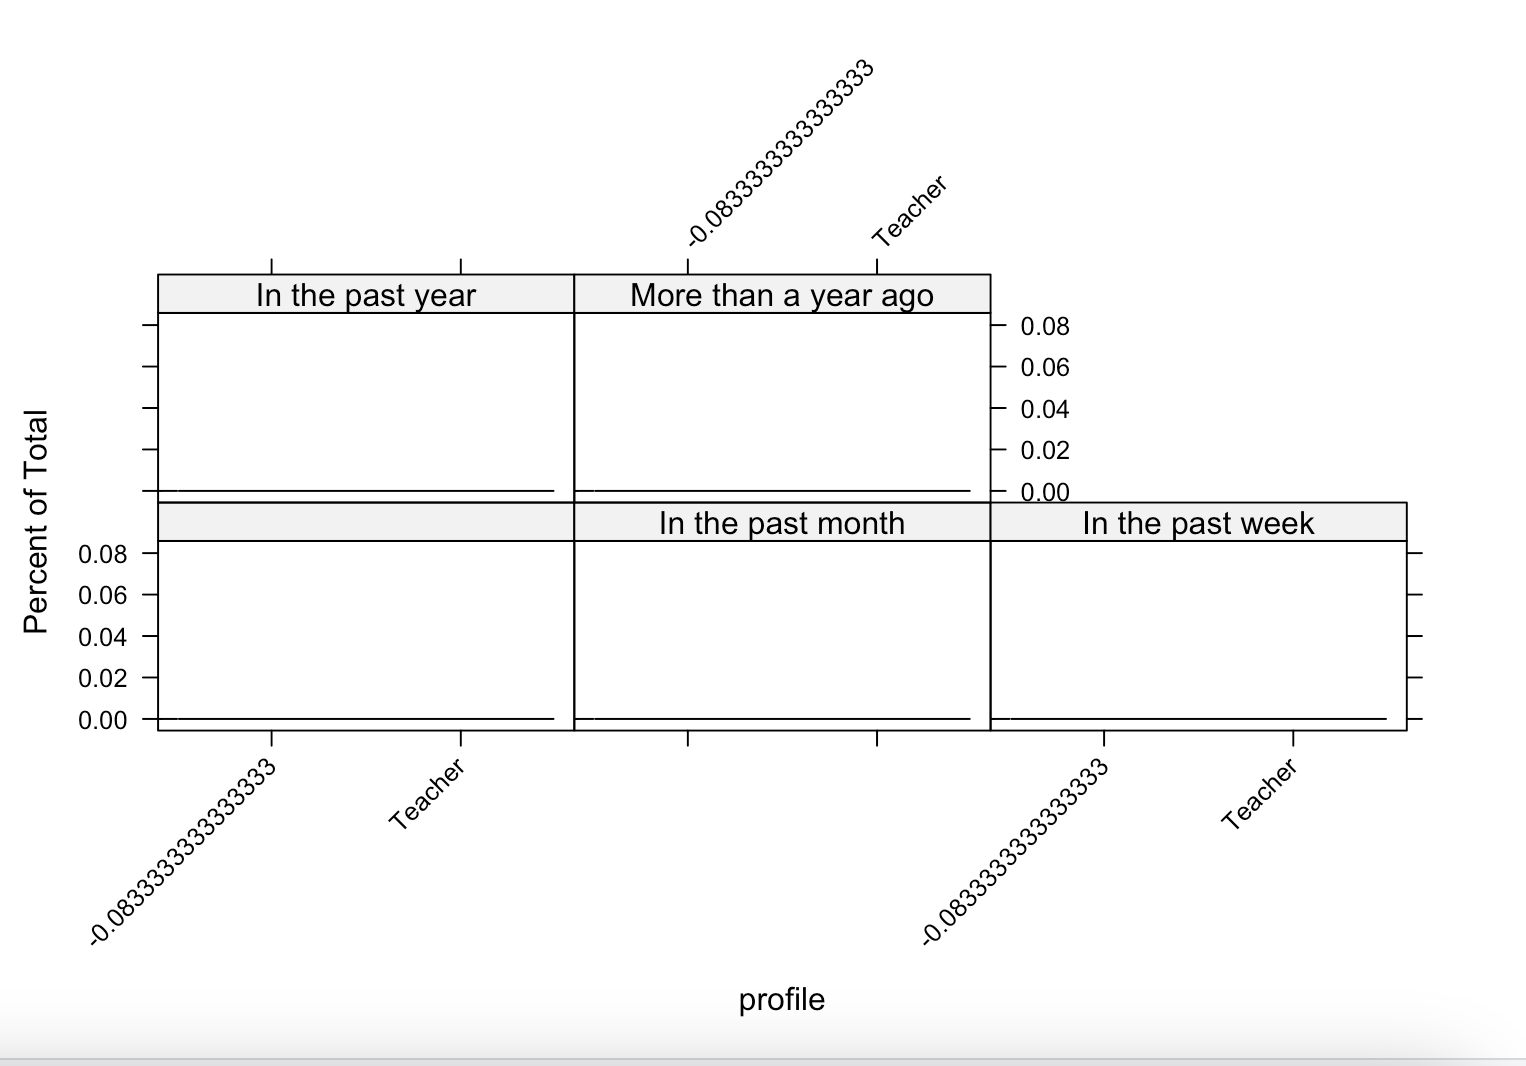 -0.0833333333333333
Teacher
In the past year
More than a year ago
0.08
0.06
0.04
0.02
0.00
Percent of Total
In the past month
In the past week
0.08
0.06
0.04
0.02
0.00
-0.0833333333333333
Teacher
-0.0833333333333333
Teacher
profile